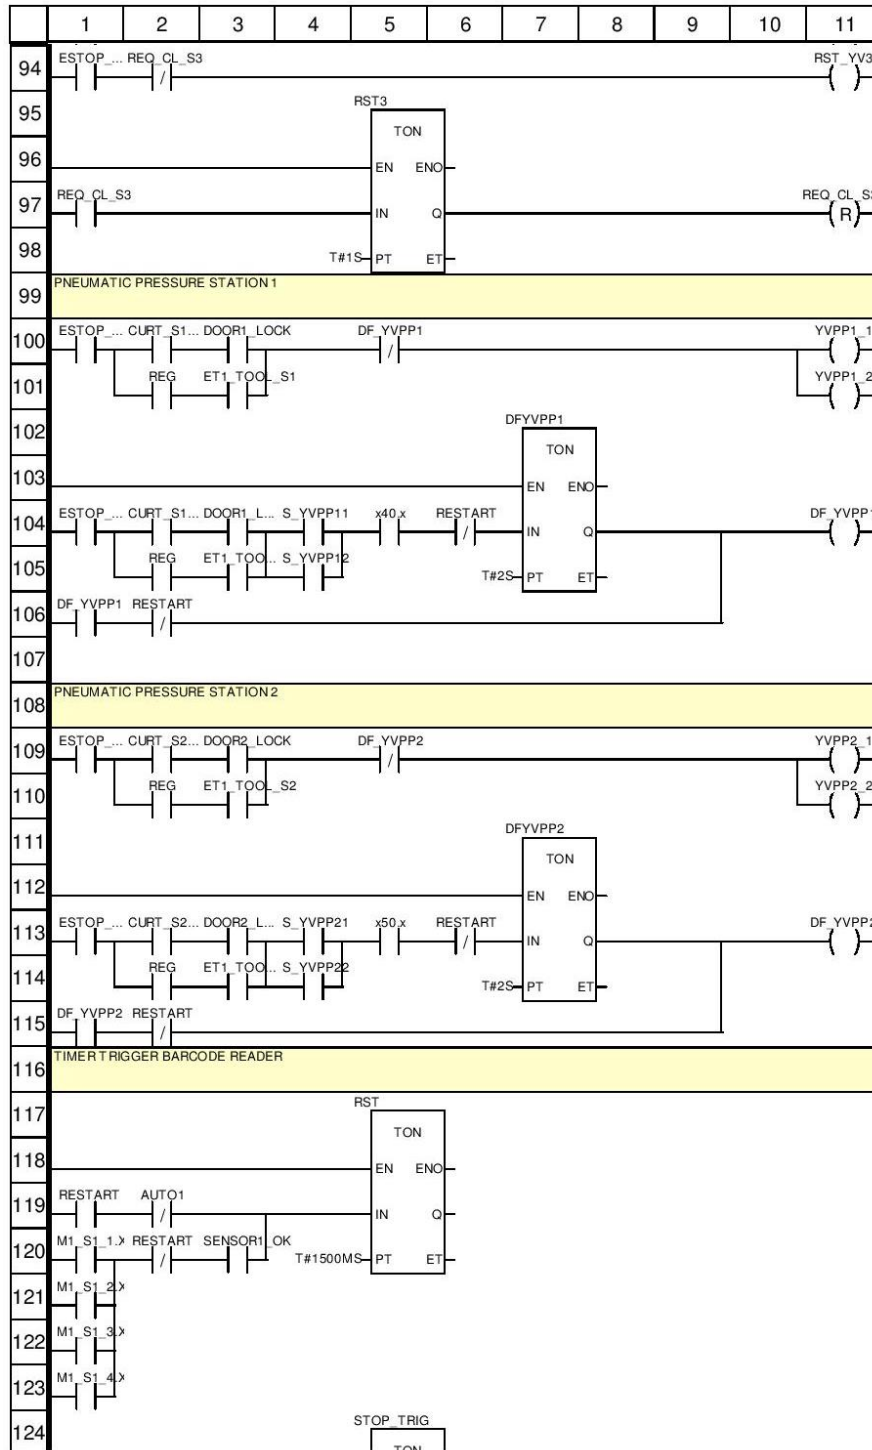 1 2 3 4 5 6 7 8 9 10 11
94 ESTOP_... REQ_CL_S3 RST_YV3
95 RST3
TON
96 EN ENO
REQ_CL_S3 REQ_CL_S3
97 IN Q R
98 T#1S PT ET
99 PNEUMATIC PRESSURE STATION 1
100 ESTOP_... CURT_S1... DOOR1_LOCK DF_YVPP1 YVPP1_1
101 REG ET1_TOOL_S1 YVPP1_2
102 DFYVPP1
TON
103 EN ENO
104 ESTOP_... CURT_S1... DOOR1_L... S_YVPP11 x40.x RESTART DF_YVPP1
IN Q
105 REG ET1_TOO... S_YVPP12 T#2S PT ET
106 DF_YVPP1 RESTART
107
108 PNEUMATIC PRESSURE STATION 2
109 ESTOP_... CURT_S2... DOOR2_LOCK DF_YVPP2 YVPP2_1
110 REG ET1_TOOL_S2 YVPP2_2
111 DFYVPP2
TON
112 EN ENO
113 ESTOP_... CURT_S2... DOOR2_L... S_YVPP21 x50.x RESTART DF_YVPP2
IN Q
114 REG ET1_TOO... S_YVPP22 T#2S PT ET
115 DF_YVPP2 RESTART
116 TIMER TRIGGER BARCODE READER
117 RST
TON
118 EN ENO
119 RESTART AUTO1
IN Q
120 M1_S1_1.X RESTART SENSOR1_OK T#1500MS PT ET
121 M1_S1_2.X
122 M1_S1_3.X
123 M1_S1_4.X
124 STOP_TRIG
TON